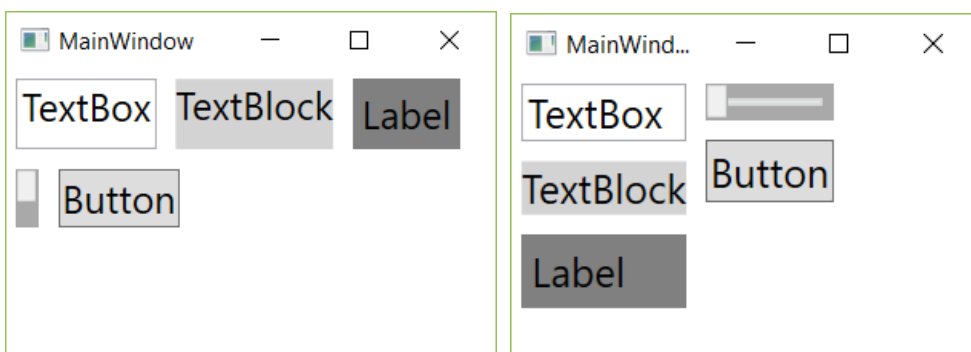 MainWindow
TextBox TextBlock Label
Button
MainWind...
TextBox
TextBlock Button
Label